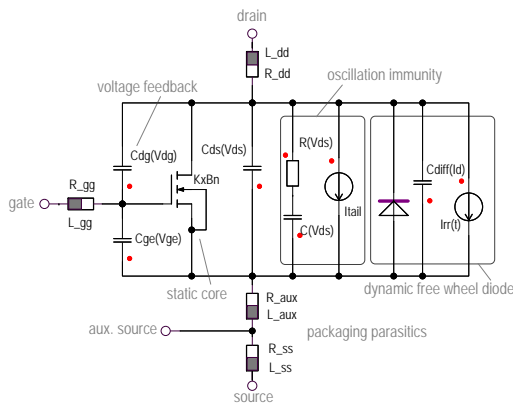 drain
L_dd
R_dd
oscillation immunity
voltage feedback
Cdg(Vdg)
Cds(Vds)
R(Vds)
KxBn
Cdiff(Id)
R_gg
gate
L_gg
Itail
Irr(t)
C(Vds)
Cge(Vge)
static core
dynamic free wheel diode
R_aux
L_aux
aux. source
packaging parasitics
R_ss
L_ss
source